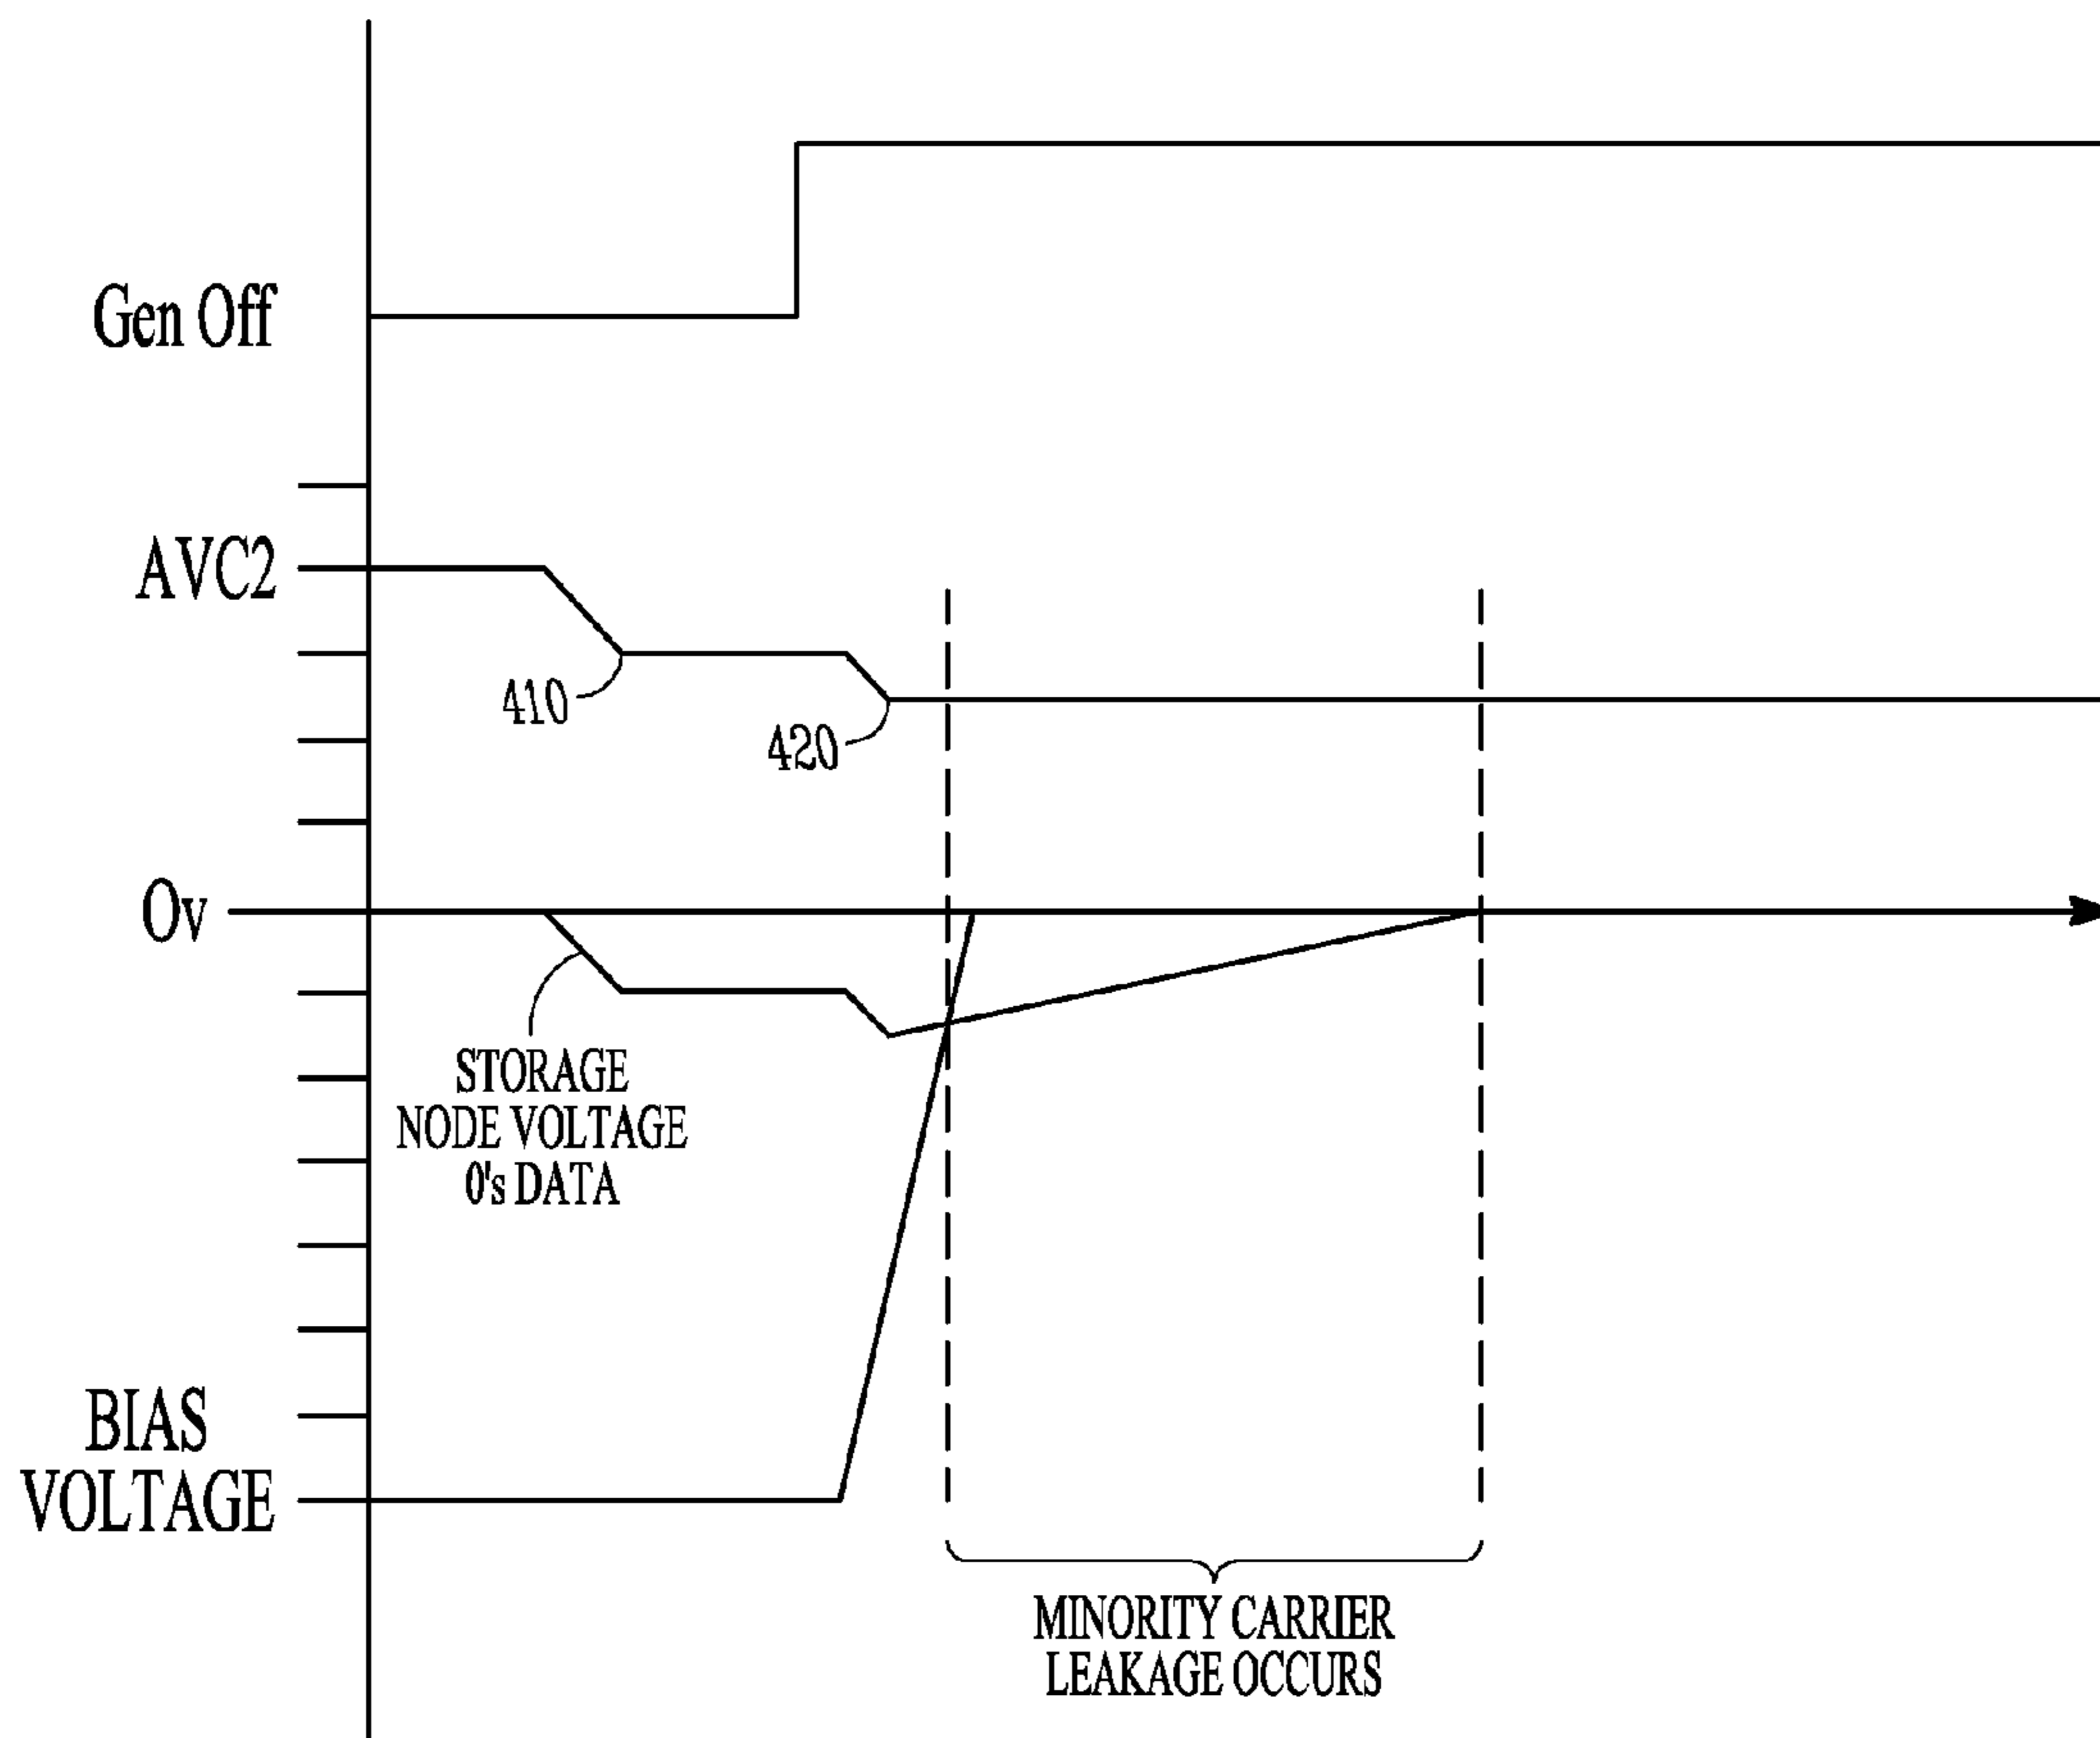 Gen Off
AVC2
410
420
0v
STORAGE
NODE VOLTAGE
0's DATA
BIAS
VOLTAGE
MINORITY CARRIER
LEAKAGE OCCURS